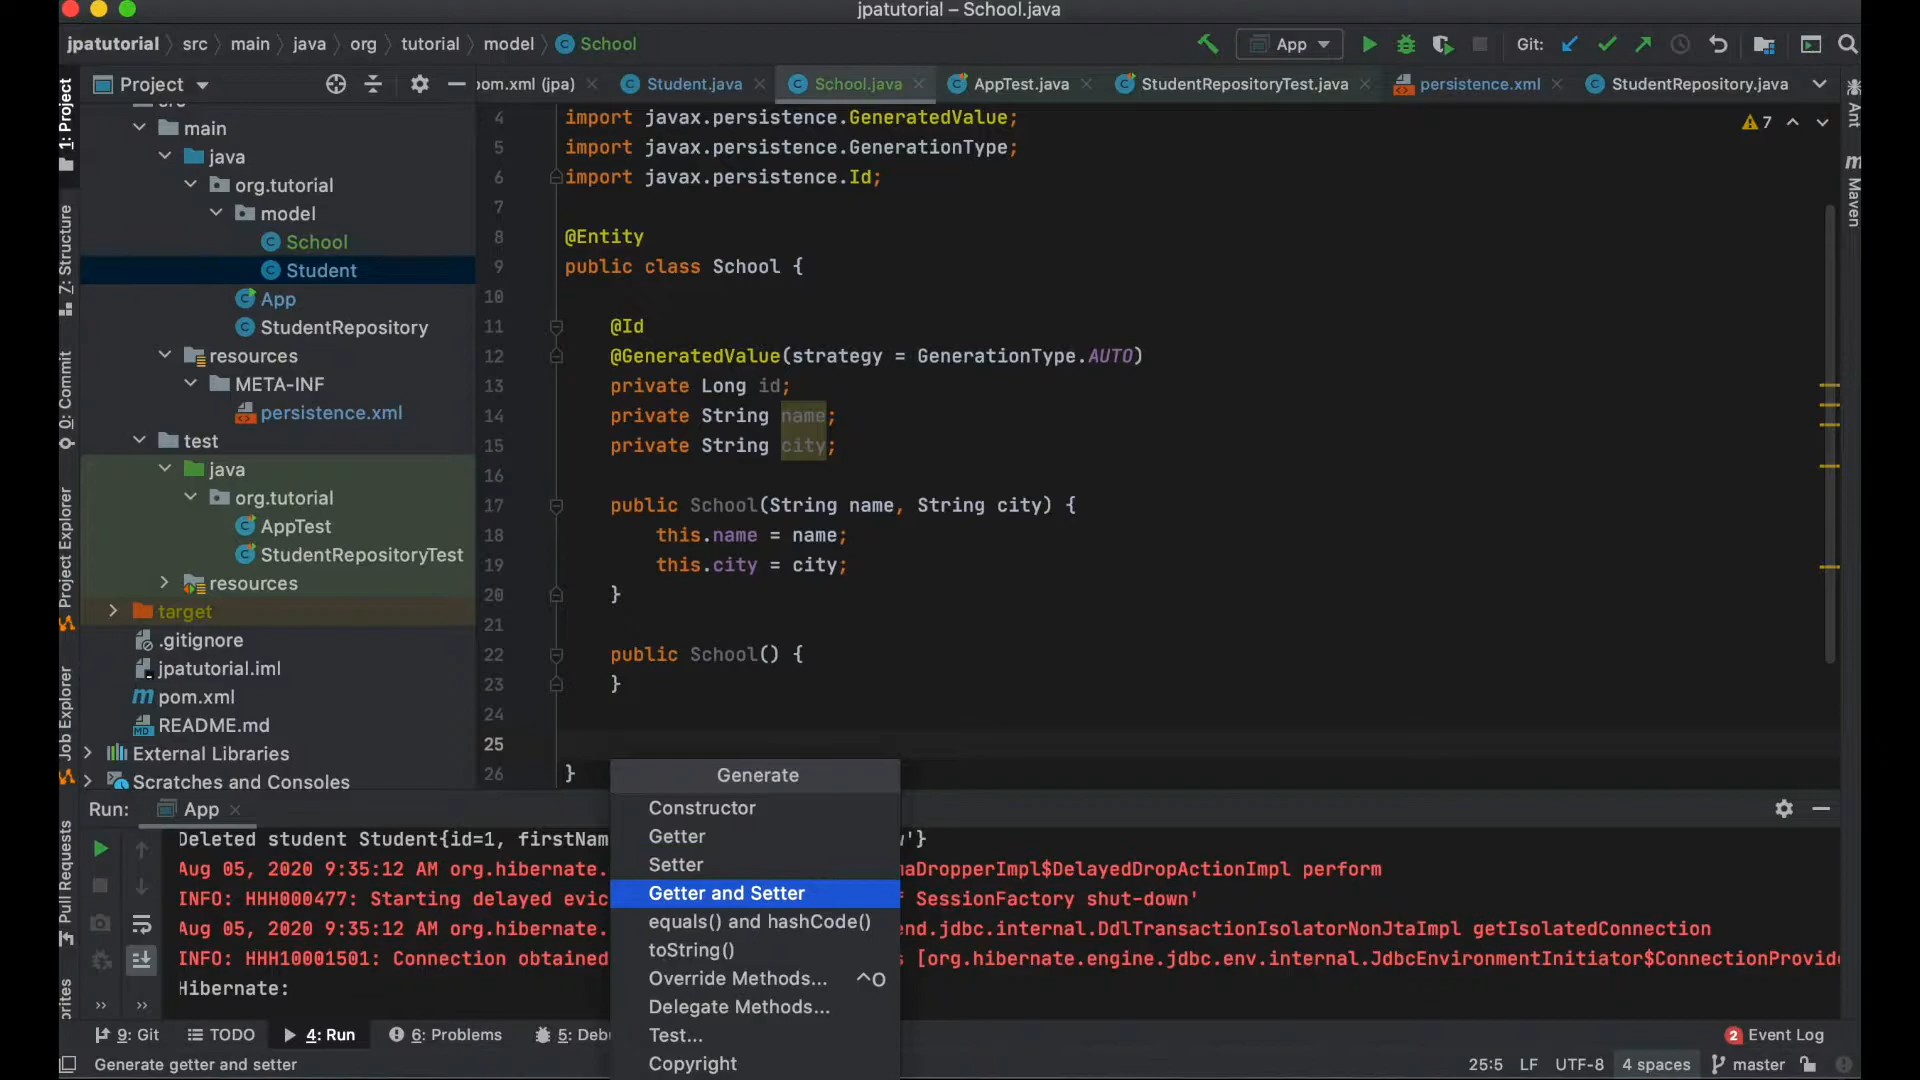 jpatutorial – School.java
jpatutorial
src
main
java
org
tutorial
model
School
App
Git:
1: Project
7: Structure
0: Commit
Project Explorer
Job Explorer
Pull Requests
Project
pom.xml (jpa)
Student.java
School.java
AppTest.java
StudentRepositoryTest.java
persistence.xml
StudentRepository.java
Ant
Maven
main
java
org.tutorial
model
School
Student
App
StudentRepository
resources
META-INF
persistence.xml
test
java
org.tutorial
AppTest
StudentRepositoryTest
resources
target
.gitignore
jpatutorial.iml
pom.xml
README.md
External Libraries
Scratches and Consoles
7
4 import javax.persistence.GeneratedValue;
5 import javax.persistence.GenerationType;
6 import javax.persistence.Id;
7
8 @Entity
9 public class School {
10
11 @Id
12 @GeneratedValue(strategy = GenerationType.AUTO)
13 private Long id;
14 private String name;
15 private String city;
16
17 public School(String name, String city) {
18 this.name = name;
19 this.city = city;
20 }
21
22 public School() {
23 }
24
25
26 }
Generate
Constructor
Getter
Setter
Getter and Setter
equals() and hashCode()
toString()
Override Methods... ^O
Delegate Methods...
Test...
Copyright
Run: App
Deleted student Student{id=1, firstNam
'}
Aug 05, 2020 9:35:12 AM org.hibernate.
maDropperImpl$DelayedDropActionImpl perform
INFO: HHH000477: Starting delayed evic
f SessionFactory shut-down'
Aug 05, 2020 9:35:12 AM org.hibernate.
end.jdbc.internal.DdlTransactionIsolatorNonJtaImpl getIsolatedConnection
INFO: HHH10001501: Connection obtained
s [org.hibernate.engine.jdbc.env.internal.JdbcEnvironmentInitiator$ConnectionProvide
Hibernate:
9: Git
TODO
4: Run
6: Problems
5: Debu
2 Event Log
Generate getter and setter
25:5
LF
UTF-8
4 spaces
master